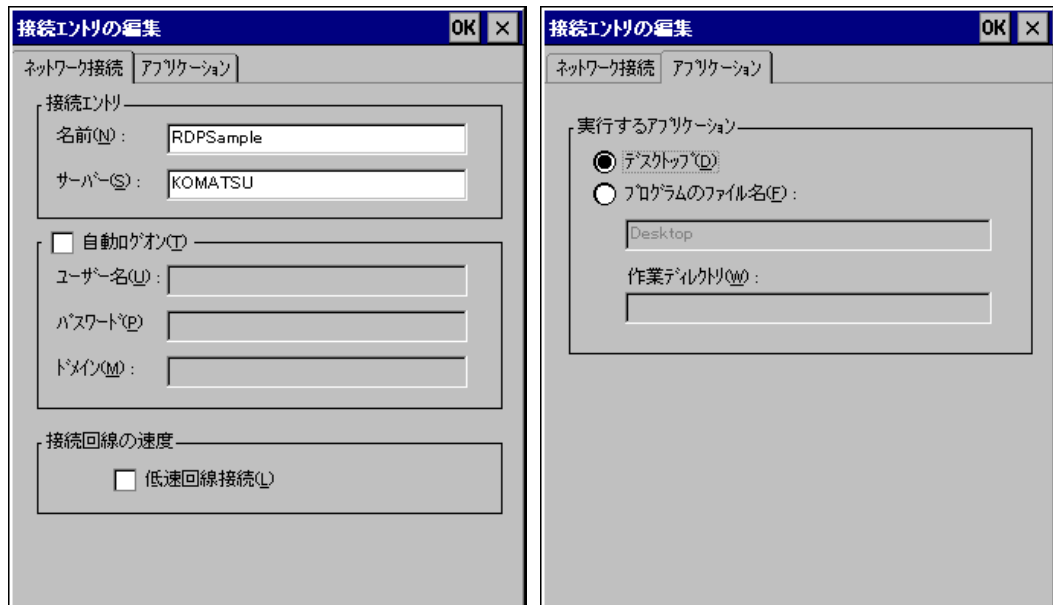 接続エントリの編集 OK ×
ネットワーク接続 アプリケーション
接続エントリ
名前(N) : RDPSample
サーバー(S) : KOMATSU
自動ログオン(T)
ユーザー名(U) :
パスワード(P)
ドメイン(M) :
接続回線の速度
低速回線接続(L)
接続エントリの編集 OK ×
ネットワーク接続 アプリケーション
実行するアプリケーション
デスクトップ(D)
プログラムのファイル名(F) :
Desktop
作業ディレクトリ(W) :